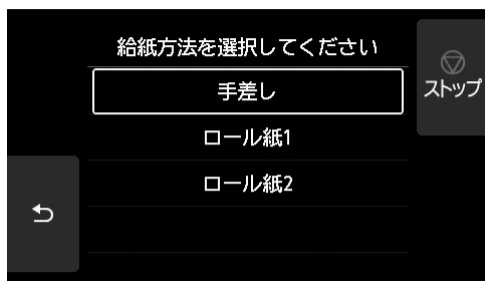 給紙方法を選択してください
手差し
ストップ
ロール紙1
ロール紙2